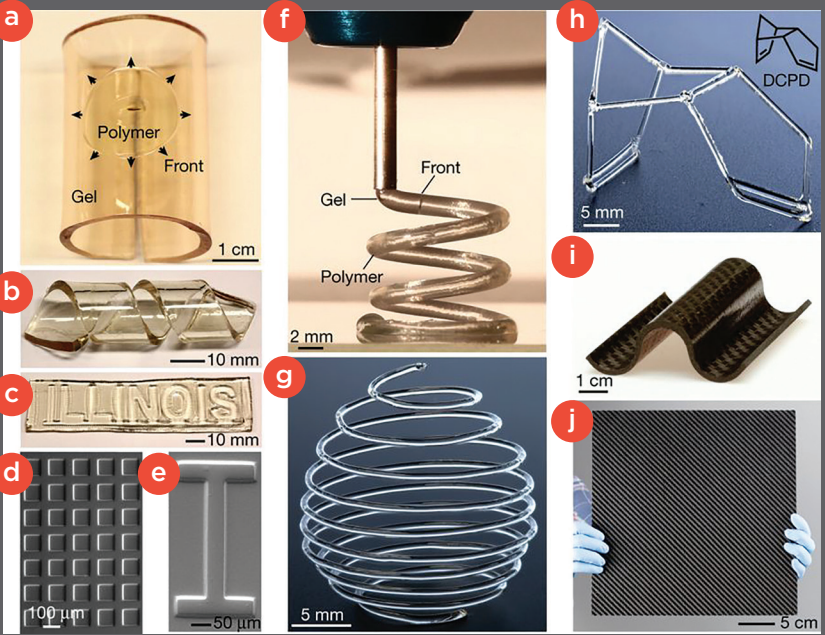 a
Polymer
Front
Gel
1 cm
b
10 mm
c
ILLINOIS
10 mm
d
100 µm
e
50 µm
f
Front
Gel
Polymer
2 mm
g
5 mm
h
DCPD
5 mm
i
1 cm
j
5 cm